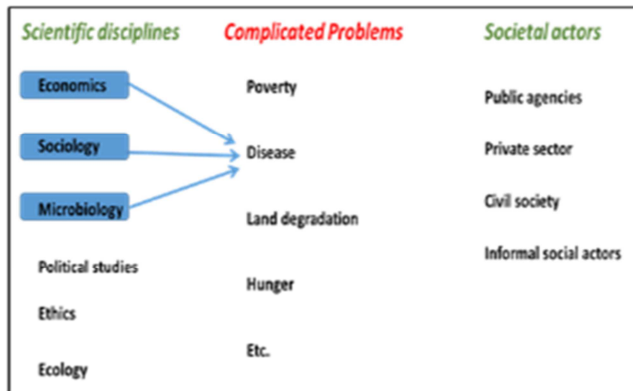 Scientific disciplines
Complicated Problems
Societal actors
Economics
Sociology
Microbiology
Political studies
Ethics
Ecology
Poverty
Disease
Land degradation
Hunger
Etc.
Public agencies
Private sector
Civil society
Informal social actors